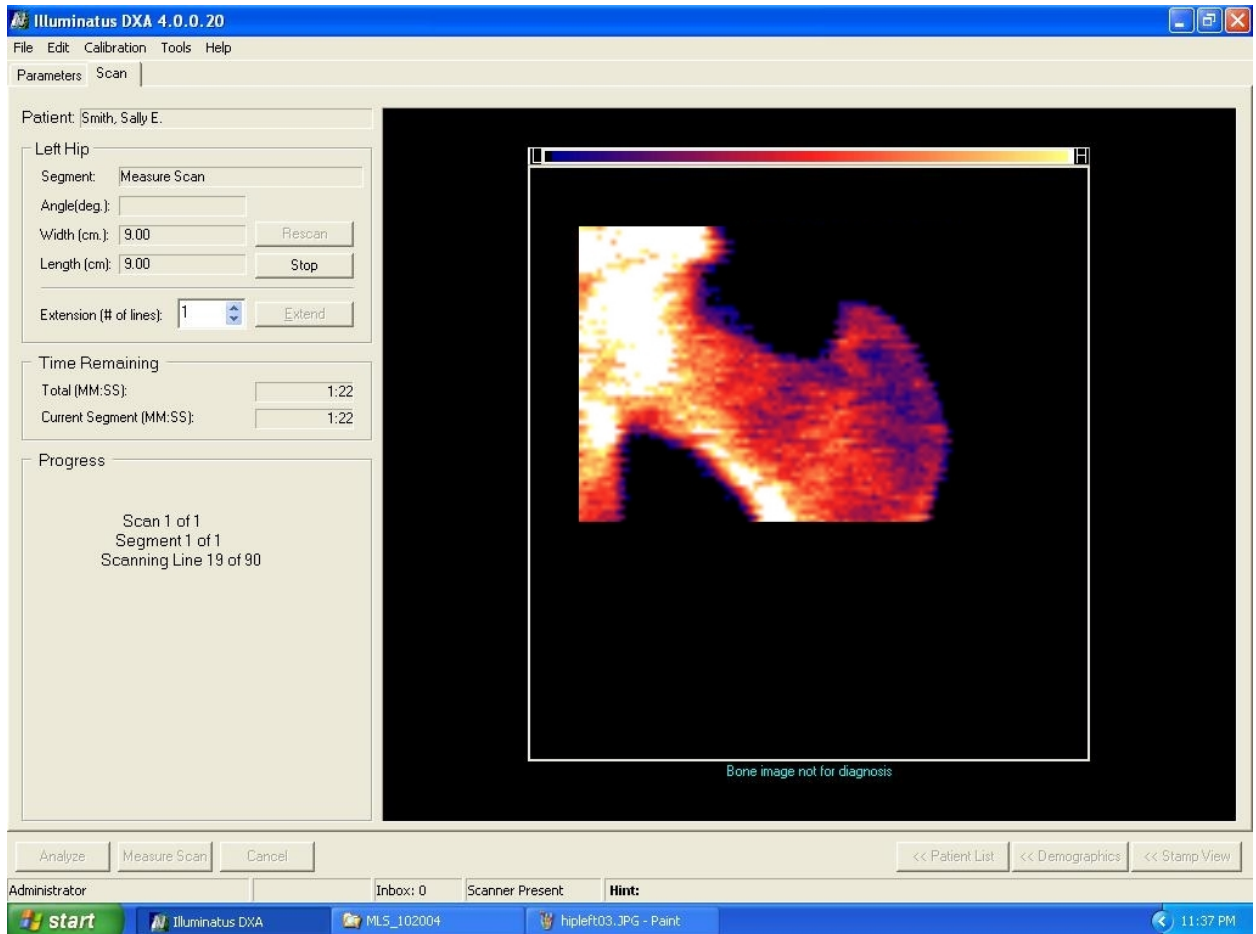 Illuminatus DXA 4.0.0.20
File Edit Calibration Tools Help
Parameters Scan
Patient: Smith, Sally E.
Left Hip
Segment: Measure Scan
Angle(deg.):
Width (cm.): 9.00 Rescan
Length (cm): 9.00 Stop
Extension (# of lines): 1 Extend
Time Remaining
Total (MM:SS): 1:22
Current Segment (MM:SS): 1:22
Progress
Scan 1 of 1
Segment 1 of 1
Scanning Line 19 of 90
L H
Bone image not for diagnosis
Analyze Measure Scan Cancel << Patient List << Demographics << Stamp View
Administrator Inbox: 0 Scanner Present Hint:
start Illuminatus DXA MLS_102004 hipleft03.JPG - Paint 11:37 PM